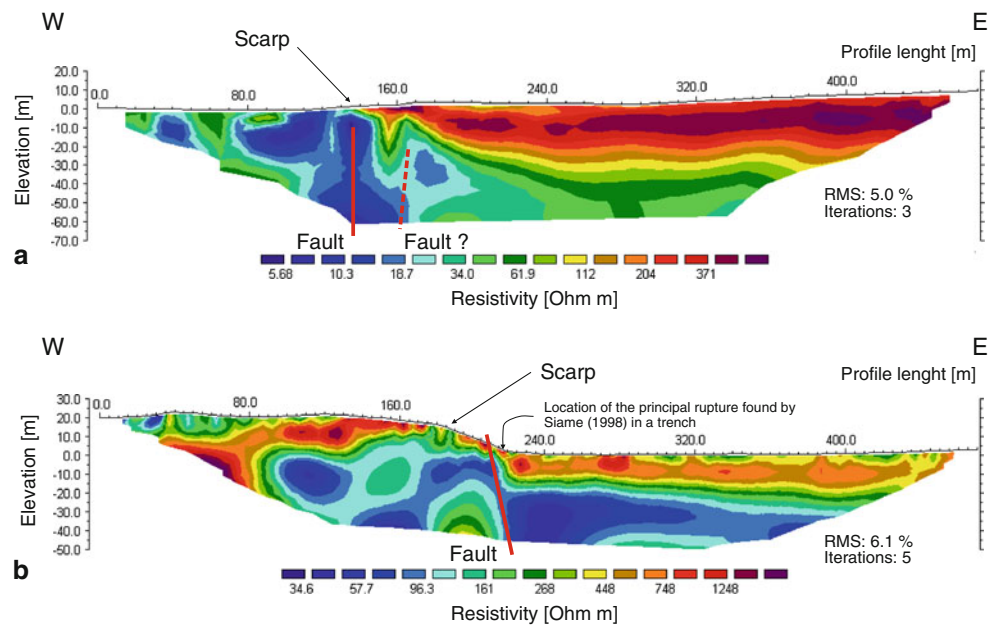 W
E
Scarp
Profile lenght [m]
20.0
10.0
0.0
-10.0
-20.0
-30.0
-40.0
-50.0
-60.0
-70.0
Elevation [m]
0.0
80.0
160.0
240.0
320.0
400.0
RMS: 5.0 %
Iterations: 3
Fault
Fault ?
a
5.68 10.3 18.7 34.0 61.9 112 204 371
Resistivity [Ohm m]
W
E
Scarp
Profile lenght [m]
Location of the principal rupture found by
Siame (1998) in a trench
30.0
20.0
10.0
0.0
-10.0
-20.0
-30.0
-40.0
-50.0
Elevation [m]
0.0
80.0
160.0
240.0
320.0
400.0
RMS: 6.1 %
Iterations: 5
Fault
b
34.6 57.7 96.3 161 268 448 748 1248
Resistivity [Ohm m]